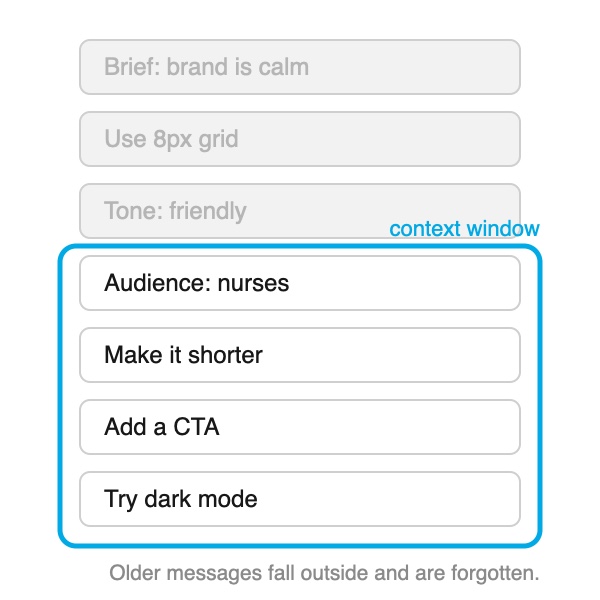 Brief: brand is calm
Use 8px grid
Tone: friendly
context window
Audience: nurses
Make it shorter
Add a CTA
Try dark mode
Older messages fall outside and are forgotten.